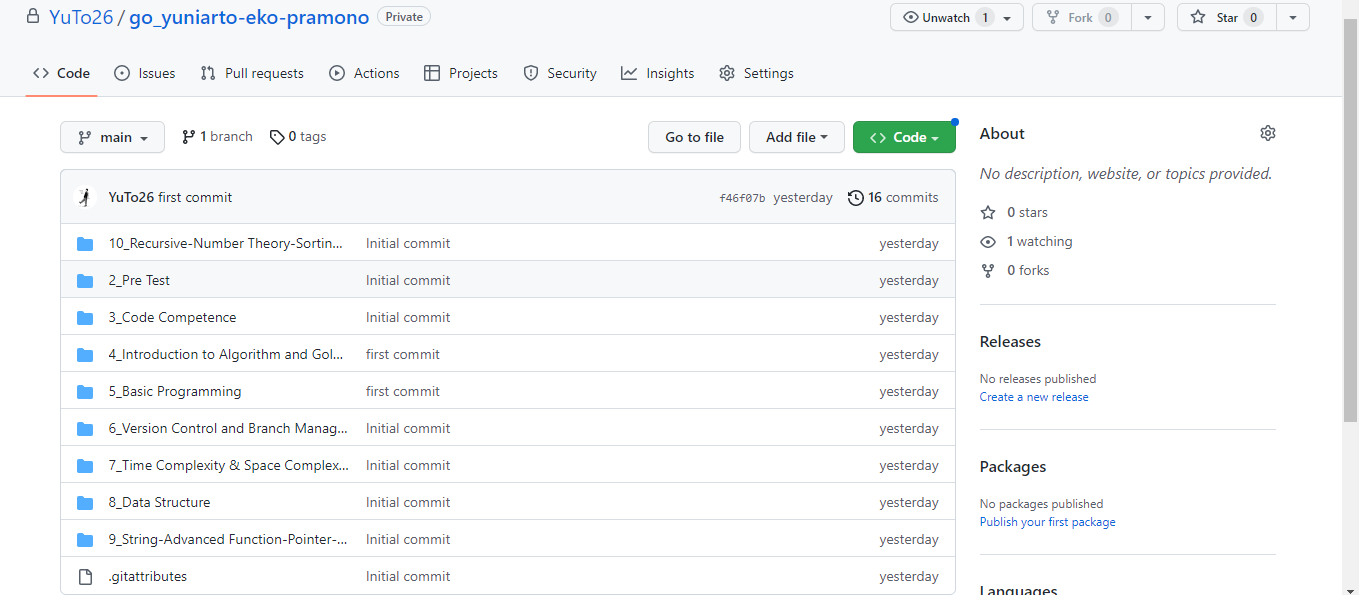 YuTo26 / go_yuniarto-eko-pramono Private Unwatch 1 Fork 0 Star 0
Code Issues Pull requests Actions Projects Security Insights Settings
main 1 branch 0 tags Go to file Add file Code
YuTo26 first commit f46f07b yesterday 16 commits
10_Recursive-Number Theory-Sortin... Initial commit yesterday
2_Pre Test Initial commit yesterday
3_Code Competence Initial commit yesterday
4_Introduction to Algorithm and Gol... first commit yesterday
5_Basic Programming first commit yesterday
6_Version Control and Branch Manag... Initial commit yesterday
7_Time Complexity & Space Complex... Initial commit yesterday
8_Data Structure Initial commit yesterday
9_String-Advanced Function-Pointer-... Initial commit yesterday
.gitattributes Initial commit yesterday
About
No description, website, or topics provided.
0 stars
1 watching
0 forks
Releases
No releases published
Create a new release
Packages
No packages published
Publish your first package
Languages